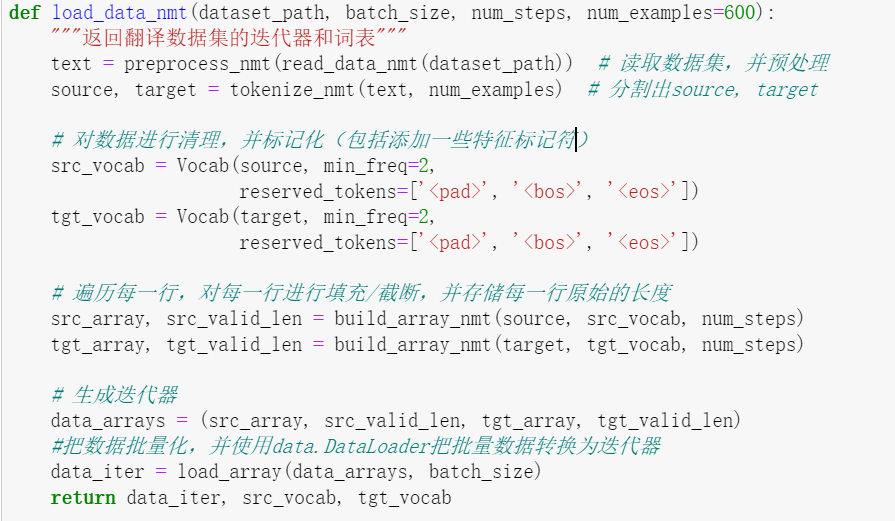 def load_data_nmt(dataset_path, batch_size, num_steps, num_examples=600):
    """返回翻译数据集的迭代器和词表"""
    text = preprocess_nmt(read_data_nmt(dataset_path))  # 读取数据集，并预处理
    source, target = tokenize_nmt(text, num_examples)  # 分割出source, target

    # 对数据进行清理，并标记化（包括添加一些特征标记符）
    src_vocab = Vocab(source, min_freq=2,
                      reserved_tokens=['<pad>', '<bos>', '<eos>'])
    tgt_vocab = Vocab(target, min_freq=2,
                      reserved_tokens=['<pad>', '<bos>', '<eos>'])

    # 遍历每一行，对每一行进行填充/截断，并存储每一行原始的长度
    src_array, src_valid_len = build_array_nmt(source, src_vocab, num_steps)
    tgt_array, tgt_valid_len = build_array_nmt(target, tgt_vocab, num_steps)

    # 生成迭代器
    data_arrays = (src_array, src_valid_len, tgt_array, tgt_valid_len)
    #把数据批量化，并使用data.DataLoader把批量数据转换为迭代器
    data_iter = load_array(data_arrays, batch_size)
    return data_iter, src_vocab, tgt_vocab